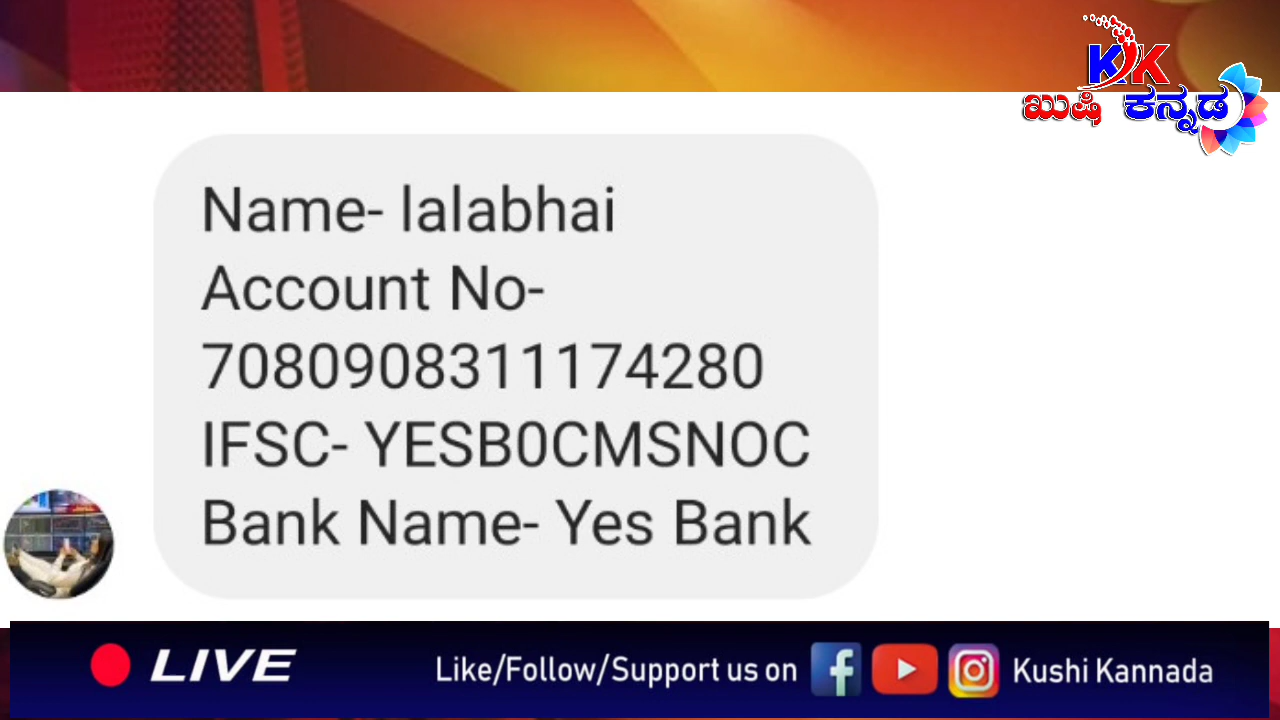 KK
ಖುಷಿ ಕನ್ನಡ
Name- lalabhai
Account No-
7080908311174280
IFSC- YESB0CMSNOC
Bank Name- Yes Bank
LIVE
Like/Follow/Support us on
Kushi Kannada